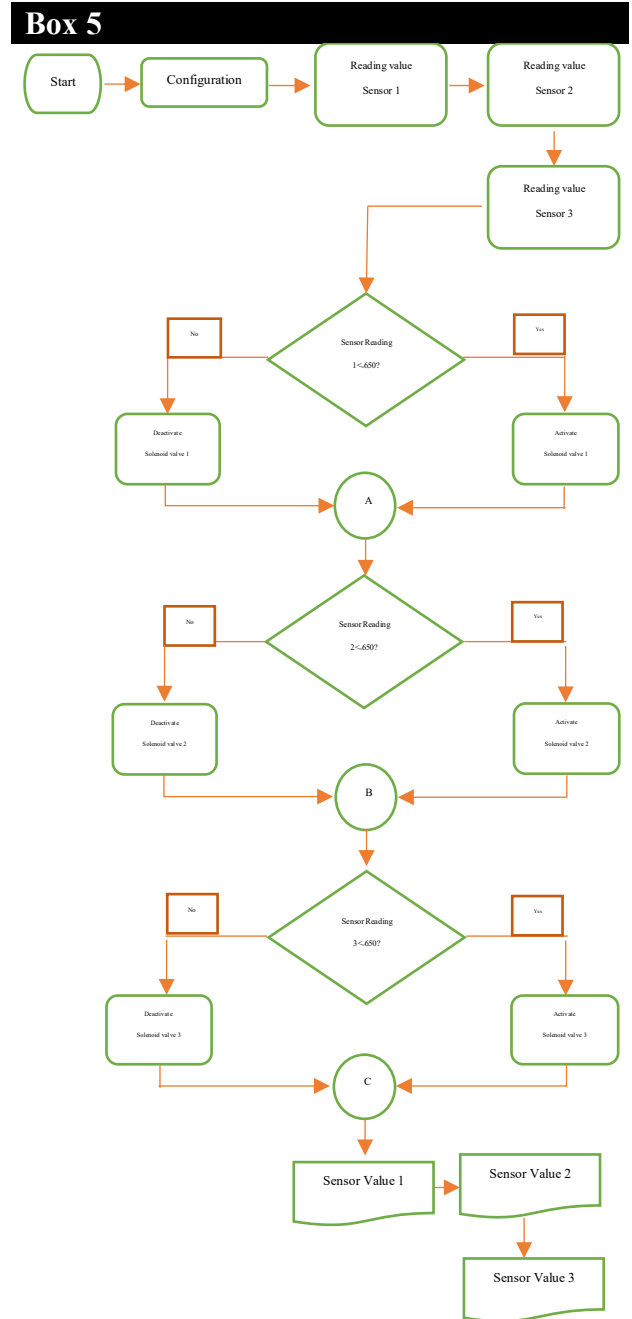 Box 5
Start
Configuration
Reading value
Sensor 1
Reading value
Sensor 2
Reading value
Sensor 3
No
Sensor Reading
1<.650?
Yes
Deactivate
Solenoid valve 1
Activate
Solenoid valve 1
A
No
Sensor Reading
2<.650?
Yes
Deactivate
Solenoid valve 2
Activate
Solenoid valve 2
B
No
Sensor Reading
3<.650?
Yes
Deactivate
Solenoid valve 3
Activate
Solenoid valve 3
C
Sensor Value 1
Sensor Value 2
Sensor Value 3